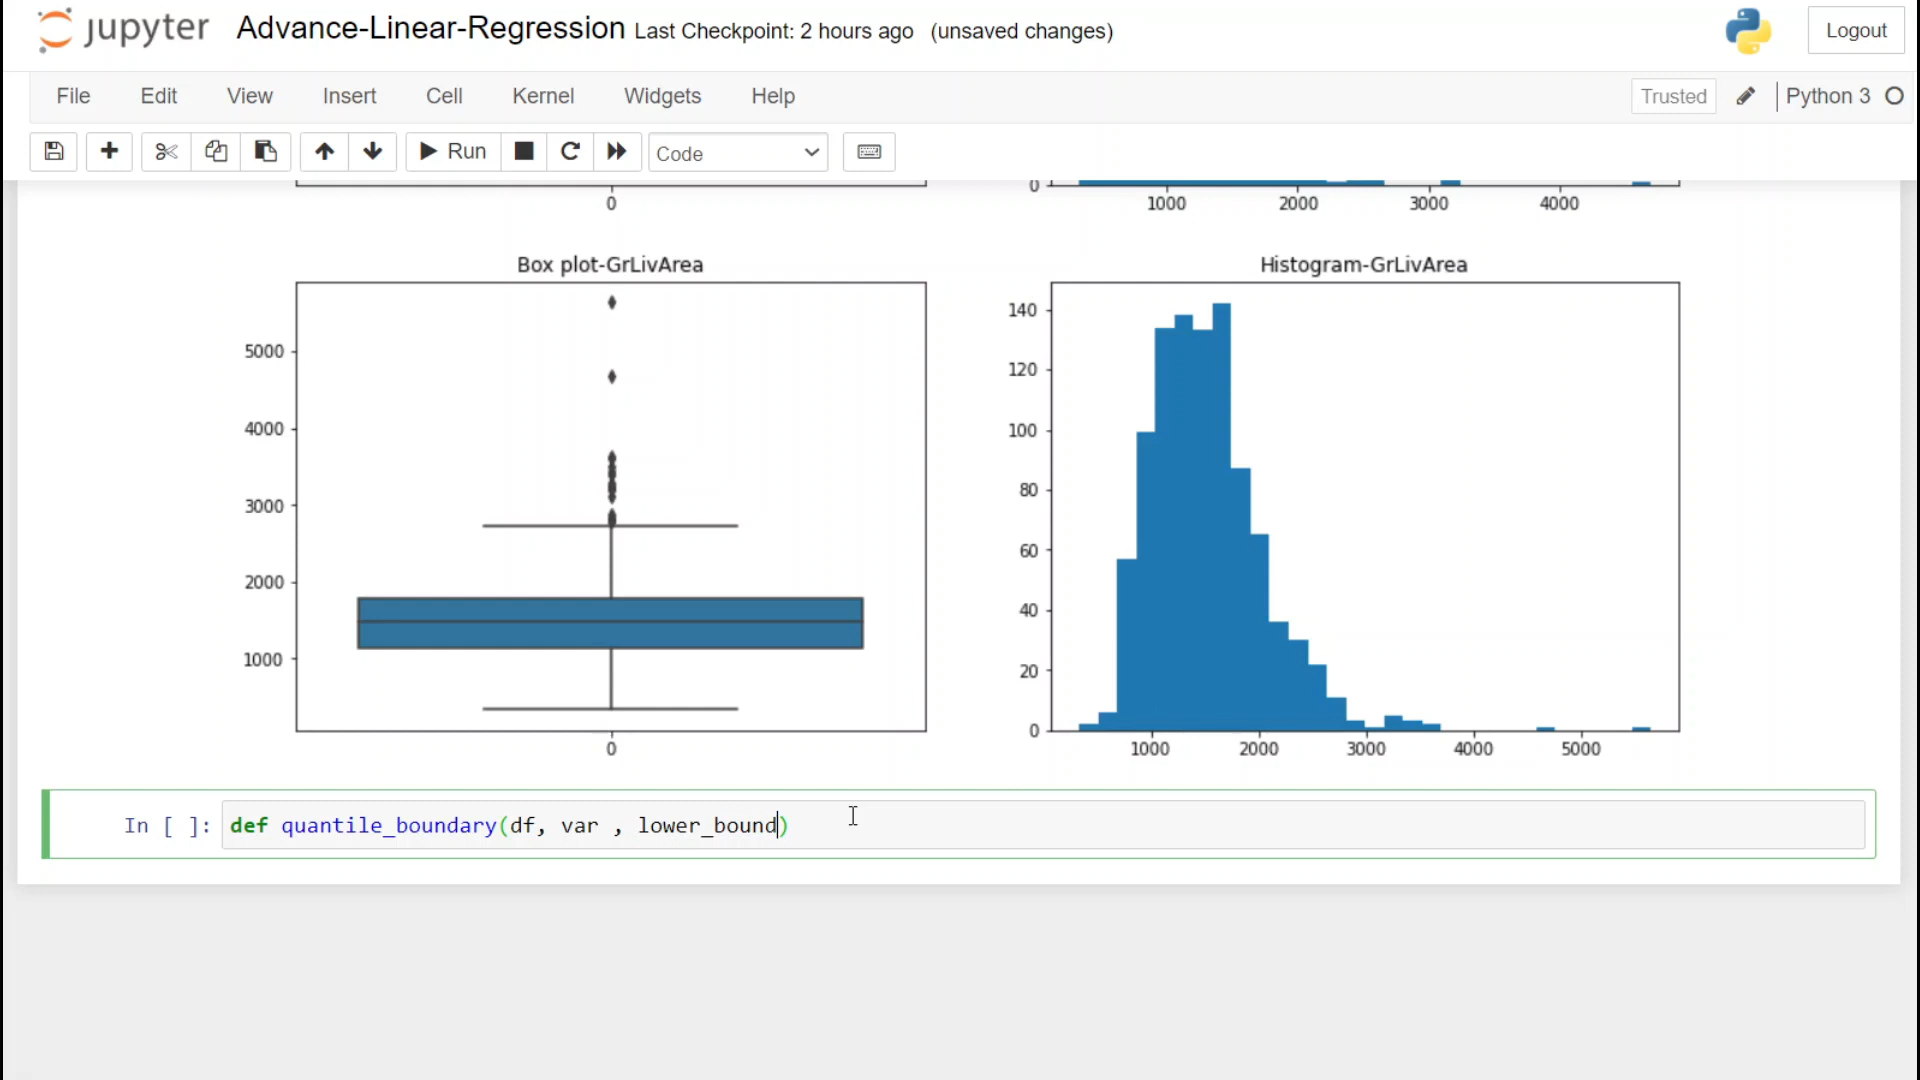 jupyter Advance-Linear-Regression Last Checkpoint: 2 hours ago (unsaved changes) Logout
File Edit View Insert Cell Kernel Widgets Help Trusted Python 3
Run Code
0
0
1000 2000 3000 4000
Box plot-GrLivArea
5000
4000
3000
2000
1000
0
Histogram-GrLivArea
140
120
100
80
60
40
20
0
1000 2000 3000 4000 5000
In [ ]: def quantile_boundary(df, var , lower_bound)